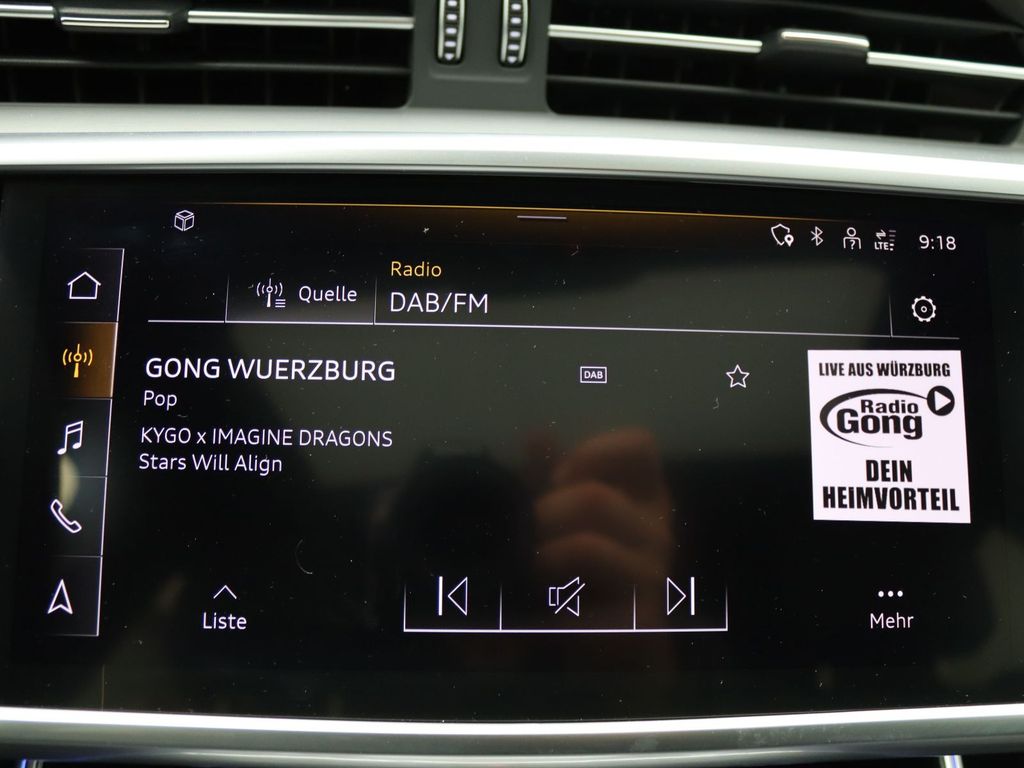 LTE
9:18
Radio
Quelle
DAB/FM
GONG WUERZBURG
DAB
Pop
KYGO x IMAGINE DRAGONS
Stars Will Align
LIVE AUS WÜRZBURG
Radio
Gong
DEIN
HEIMVORTEIL
Liste
Mehr